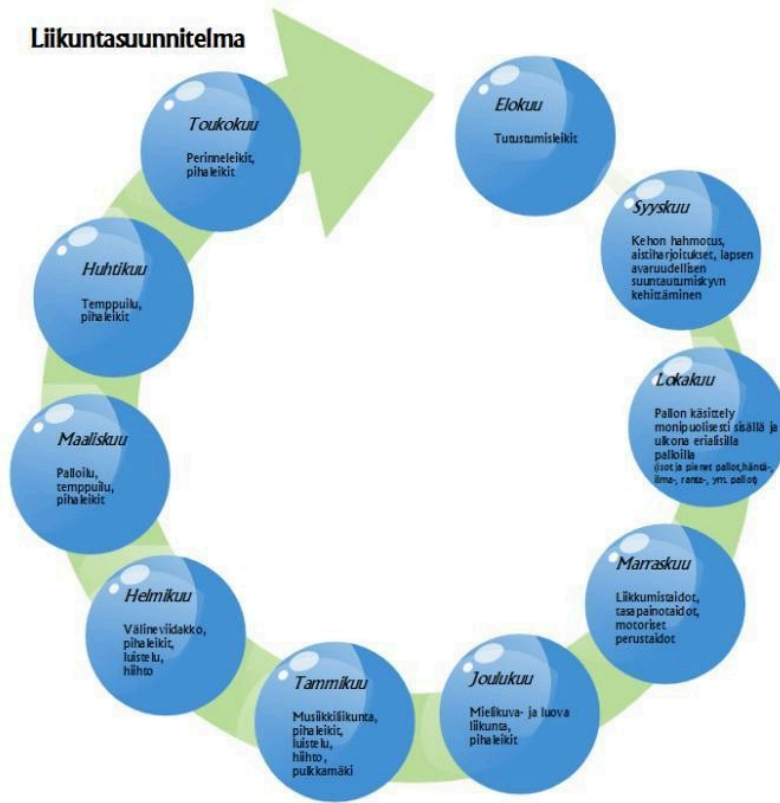 Liikuntasuunnitelma
Elokuu
Tutustumisleikit
Syyskuu
Kehon hahmotus,
aistiharjoitukset, lapsen
avaruudellisen
suuntautumiskyvn
kehittäminen
Lokakuu
Pallon käsittely
monipuolisesti sisällä ja
ulkona erialisilla
palloilla
(isot ja pienet pallot,häntä-,
ilma-, ranta-, ym. pallot)
Marraskuu
Liikkumistaidot,
tasapainotaidot,
motoriset
perustaidot
Joulukuu
Mielikuva- ja luova
liikunta,
pihaleikit
Tammikuu
Musiikkiliikunta,
pihaleikit,
luistelu,
hiihto,
pulkkamäki
Helmikuu
Välineviidakko,
pihaleikit,
luistelu,
hiihto
Maaliskuu
Palloilu,
temppuilu,
pihaleikit
Huhtikuu
Temppuilu,
pihaleikit
Toukokuu
Perinneleikit,
pihaleikit